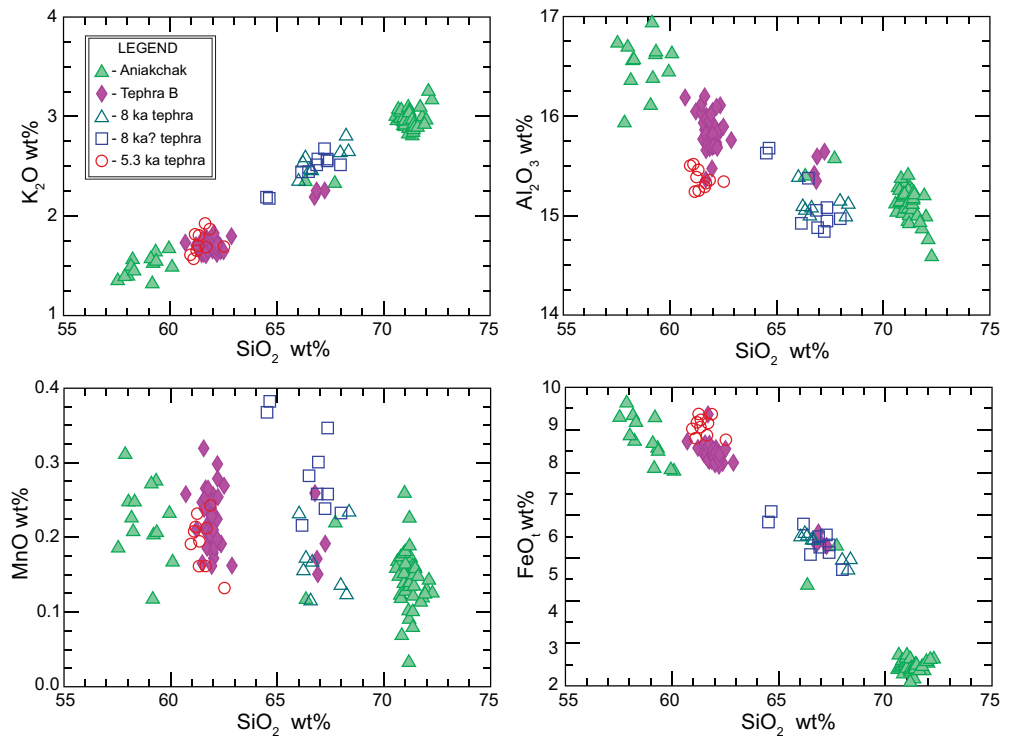 4
3
2
1
K2O wt%
LEGEND
- Aniakchak
- Tephra B
- 8 ka tephra
- 8 ka? tephra
- 5.3 ka tephra
55 60 65 70 75
SiO2 wt%
17
16
15
14
Al2O3 wt%
55 60 65 70 75
SiO2 wt%
0.4
0.3
0.2
0.1
0.0
MnO wt%
55 60 65 70 75
SiO2 wt%
10
9
8
7
6
5
4
3
2
FeOt wt%
55 60 65 70 75
SiO2 wt%